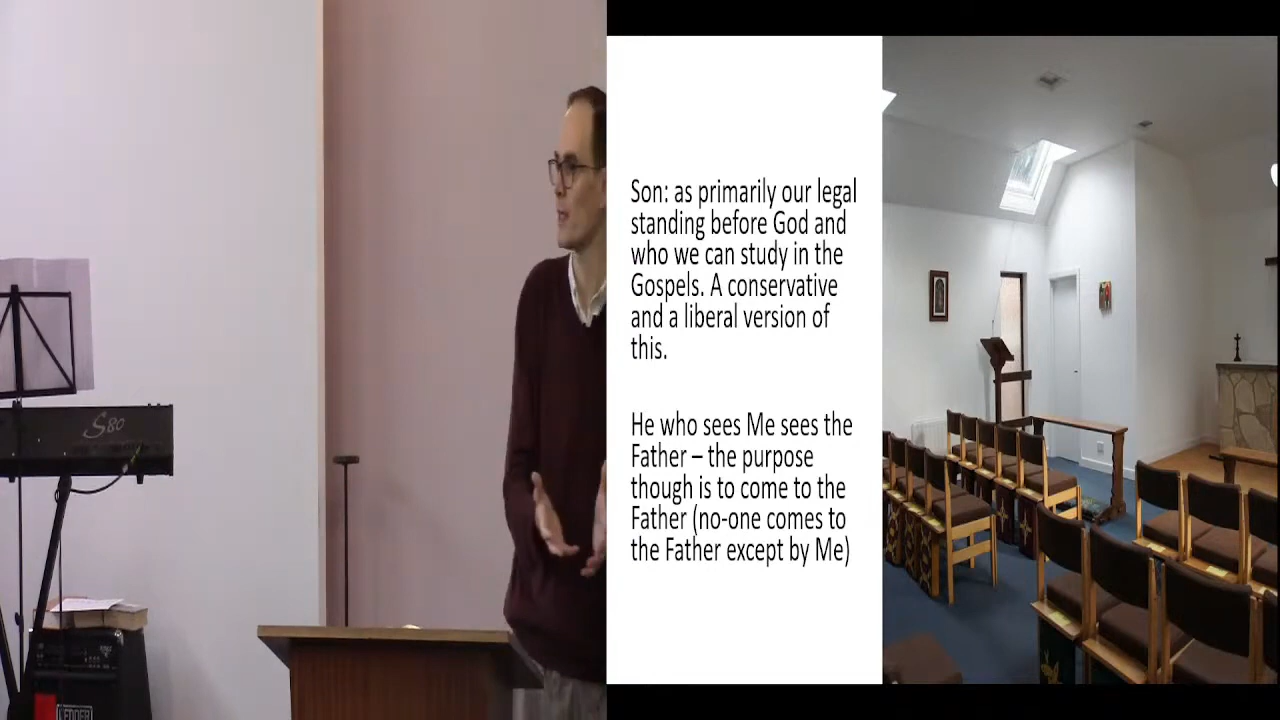 S80
FENDER
Son: as primarily our legal
standing before God and
who we can study in the
Gospels. A conservative
and a liberal version of
this.
He who sees Me sees the
Father – the purpose
though is to come to the
Father (no-one comes to
the Father except by Me)